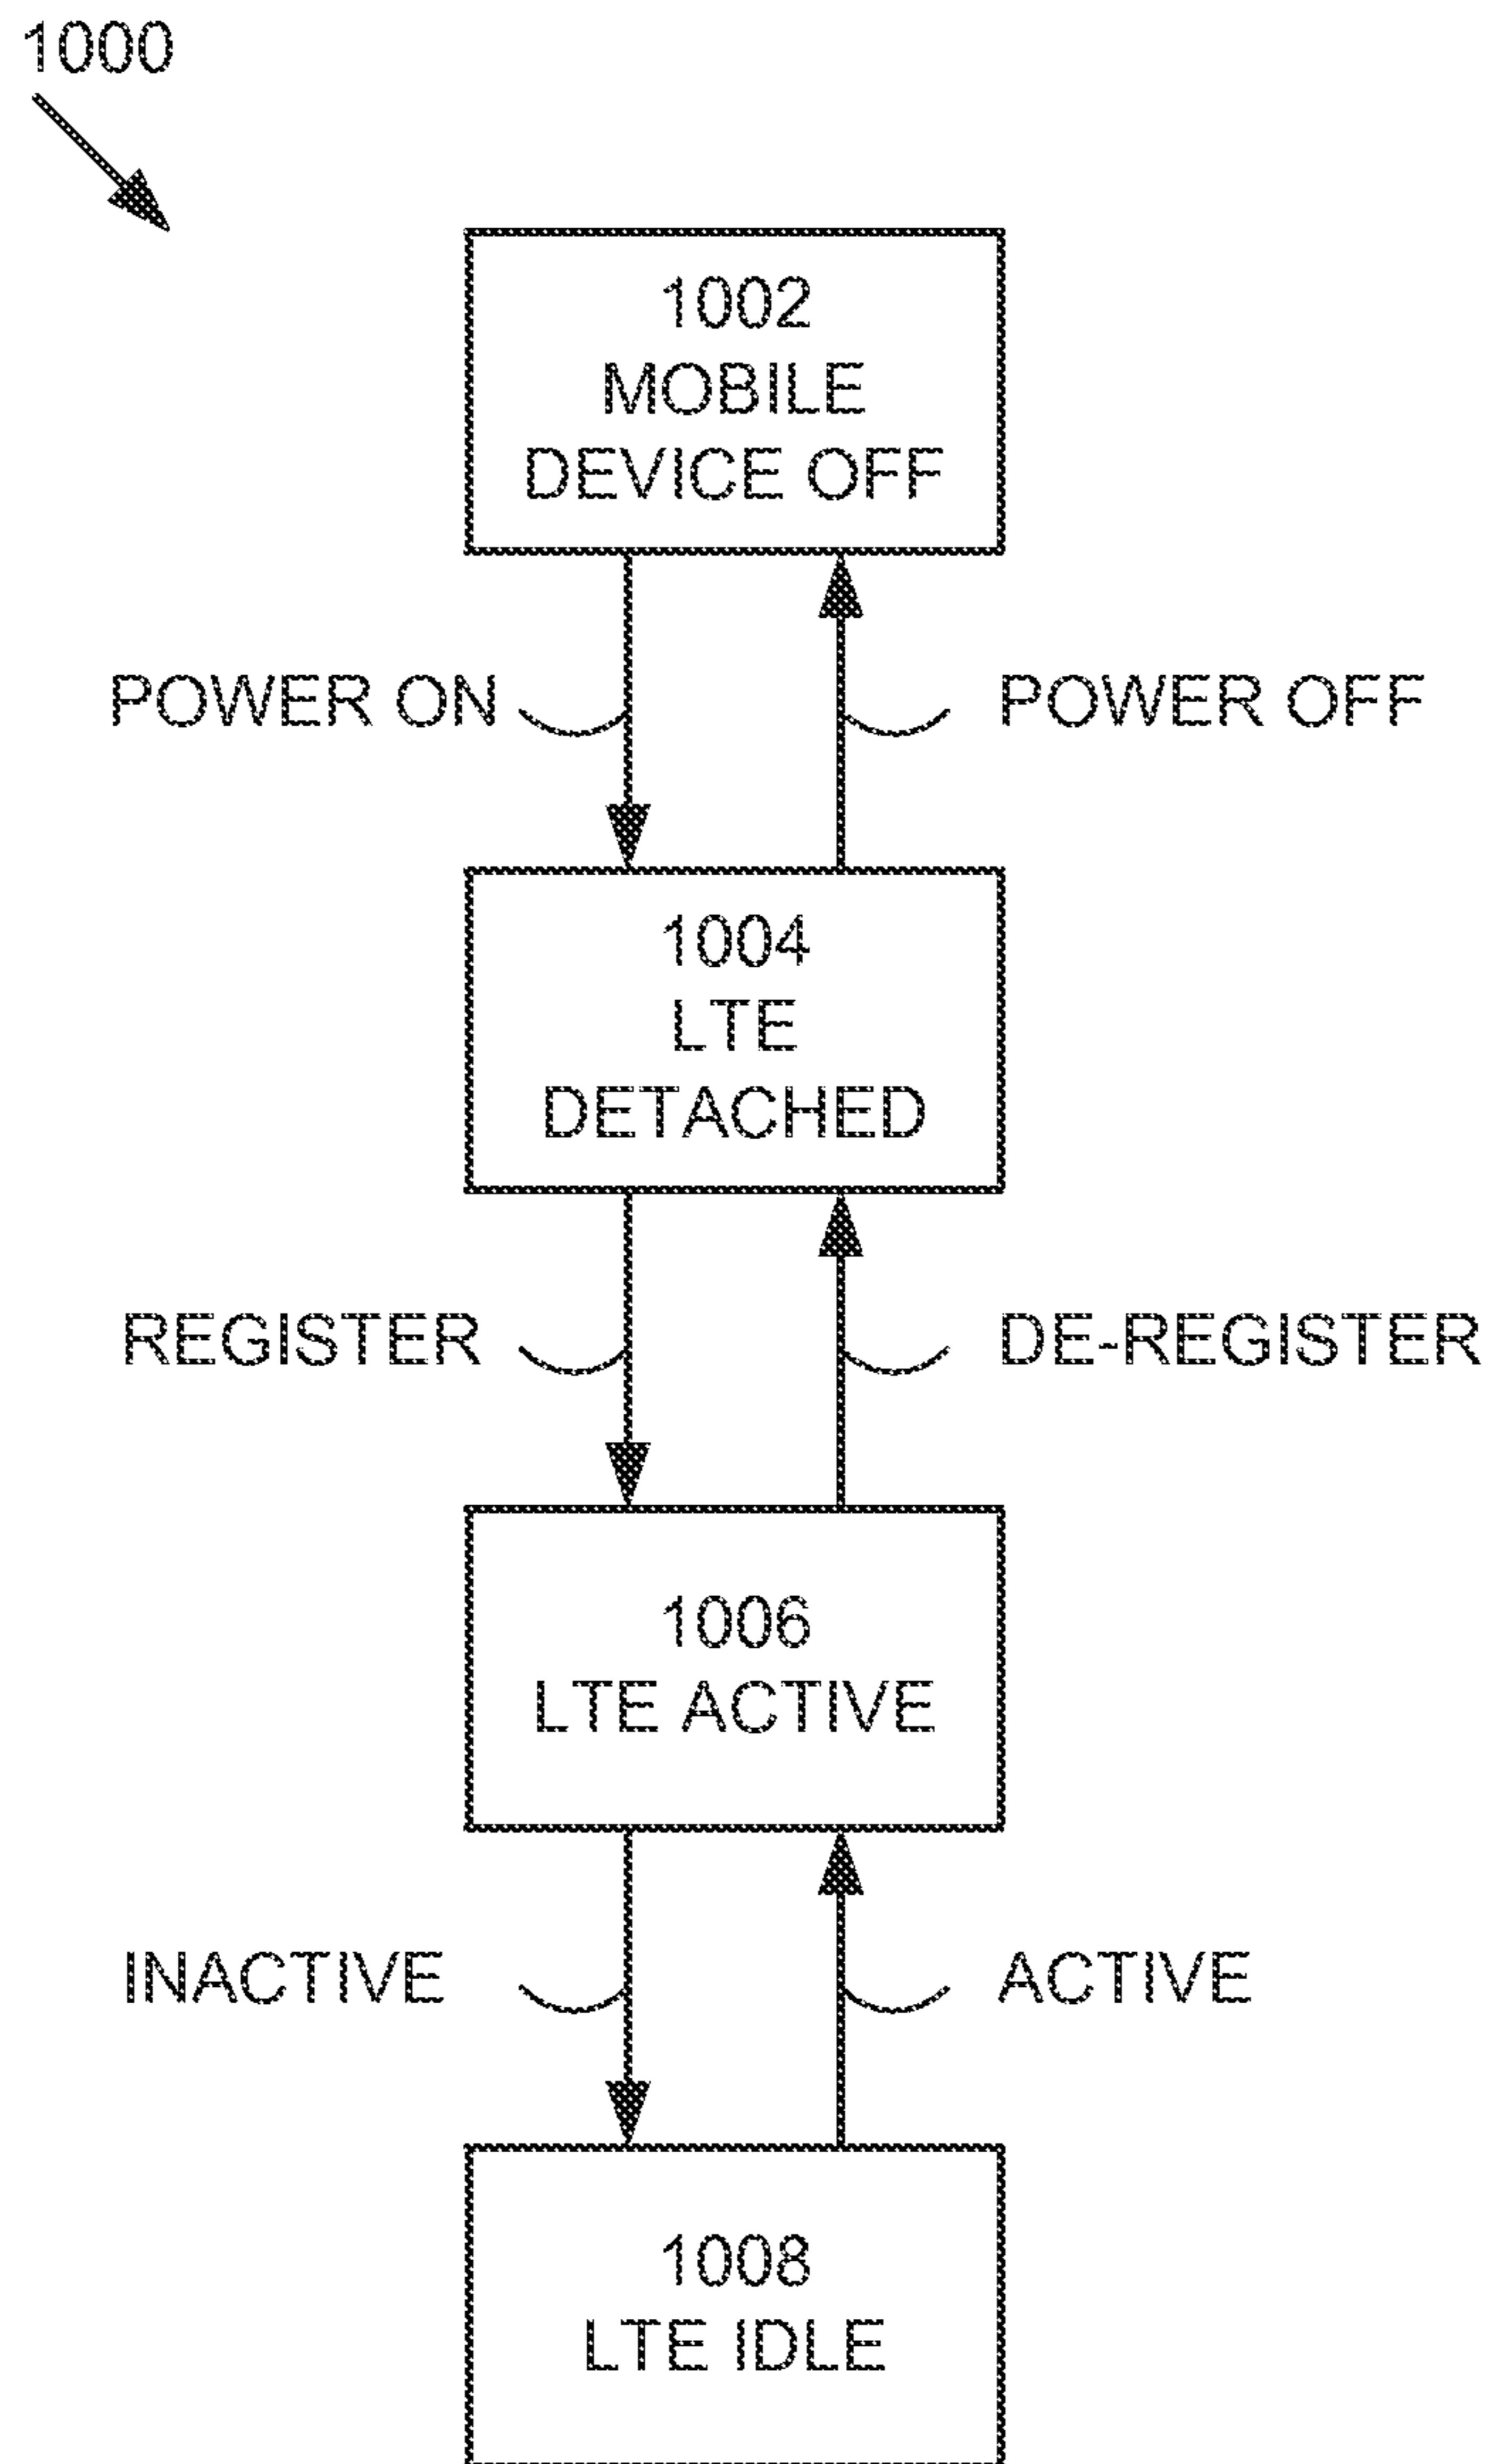 1000
1002
MOBILE
DEVICE OFF
POWER ON
POWER OFF
1004
LTE
DETACHED
REGISTER
DE-REGISTER
1006
LTE ACTIVE
INACTIVE
ACTIVE
1008
LTE IDLE